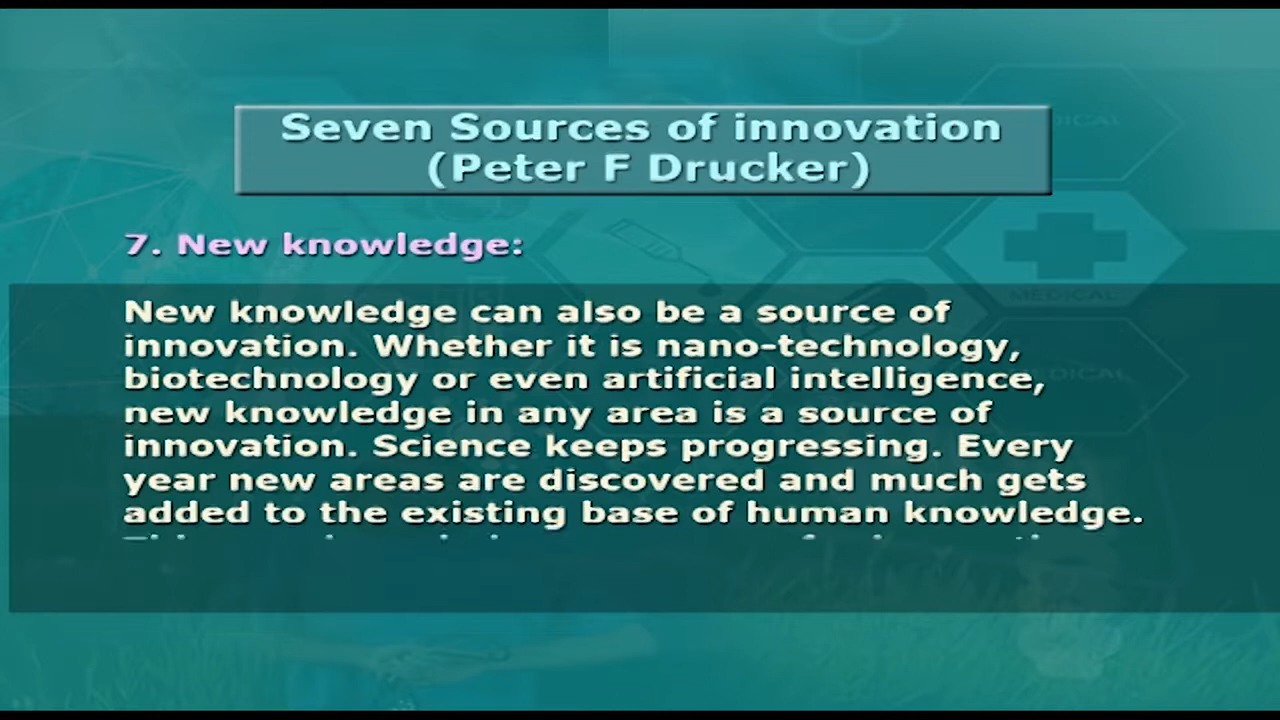 Seven Sources of innovation
(Peter F Drucker)
7. New knowledge:
New knowledge can also be a source of
innovation. Whether it is nano-technology,
biotechnology or even artificial intelligence,
new knowledge in any area is a source of
innovation. Science keeps progressing. Every
year new areas are discovered and much gets
added to the existing base of human knowledge.
MEDICAL